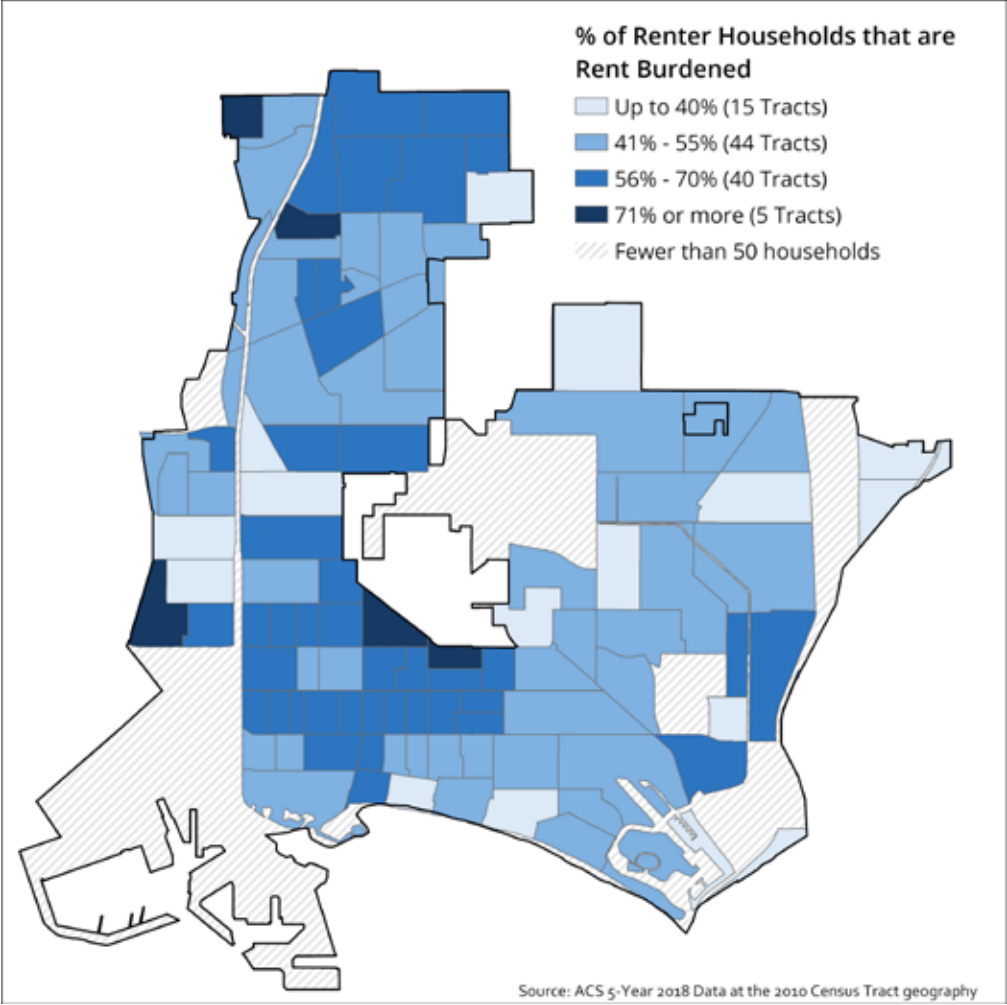 % of Renter Households that are
Rent Burdened
Up to 40% (15 Tracts)
41% - 55% (44 Tracts)
56% - 70% (40 Tracts)
71% or more (5 Tracts)
Fewer than 50 households
Source: ACS 5-Year 2018 Data at the 2010 Census Tract geography